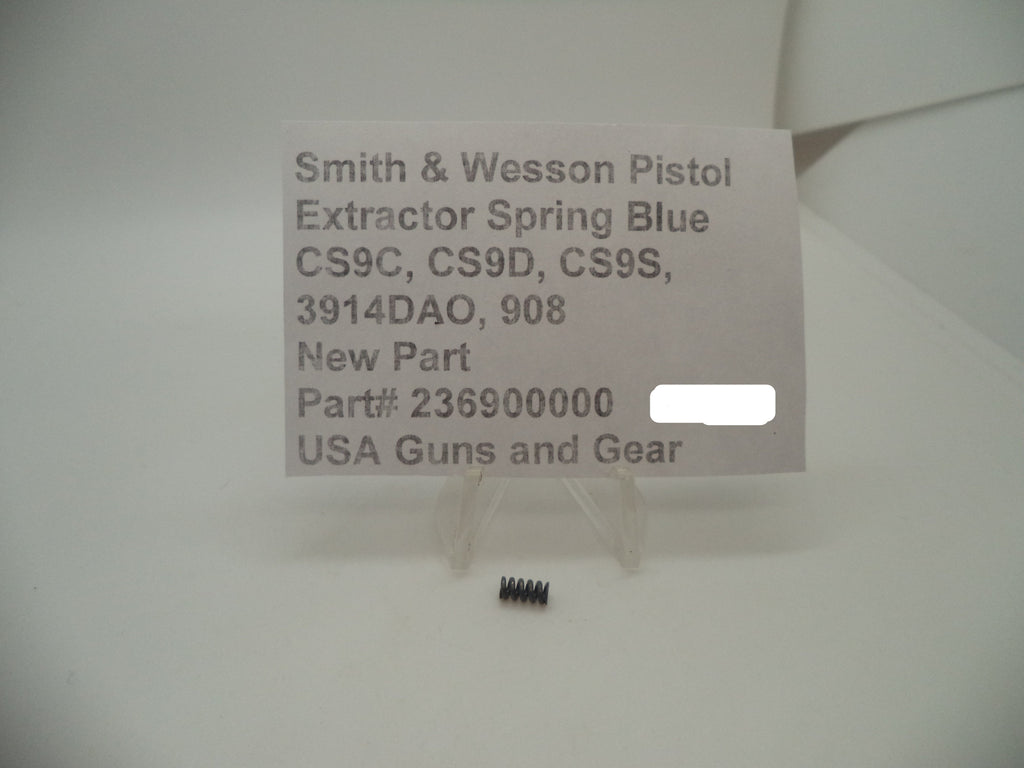 Smith & Wesson Pistol
Extractor Spring Blue
CS9C, CS9D, CS9S,
3914DAO, 908
New Part
Part# 236900000
USA Guns and Gear